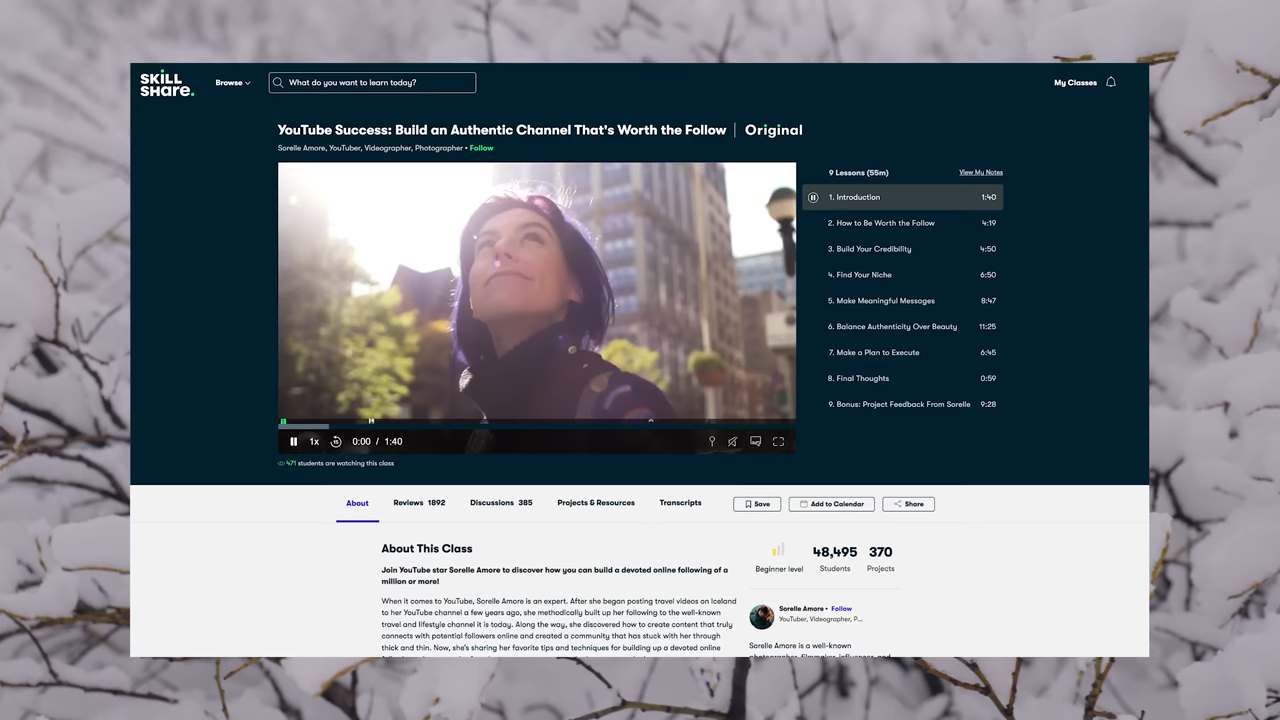 SKILL
SHARE.
Browse
What do you want to learn today?
My Classes
YouTube Success: Build an Authentic Channel That's Worth the Follow | Original
Sorelle Amore, YouTuber, Videographer, Photographer • Follow
9 Lessons (55m)
View My Notes
1. Introduction 1:40
2. How to Be Worth the Follow 4:19
3. Build Your Credibility 4:50
4. Find Your Niche 6:50
5. Make Meaningful Messages 8:47
6. Balance Authenticity Over Beauty 11:25
7. Make a Plan to Execute 6:45
8. Final Thoughts 0:59
9. Bonus: Project Feedback From Sorelle 9:28
1x 15 0:00 / 1:40
471 students are watching this class
About Reviews 1892 Discussions 385 Projects & Resources Transcripts Save Add to Calendar Share
About This Class
Join YouTube star Sorelle Amore to discover how you can build a devoted online following of a
million or more!
When it comes to YouTube, Sorelle Amore is an expert. After she began posting travel videos on Iceland
to her YouTube channel a few years ago, she methodically built up her following to the well-known
travel and lifestyle channel it is today. Along the way, she discovered how to create content that truly
connects with potential followers online and created a community that has stuck with her through
thick and thin. Now, she's sharing her favorite tips and techniques for building up a devoted online
Beginner level
48,495
Students
370
Projects
Sorelle Amore • Follow
YouTuber, Videographer, P...
Sorelle Amore is a well-known
photographer, filmmaker, influencer, and